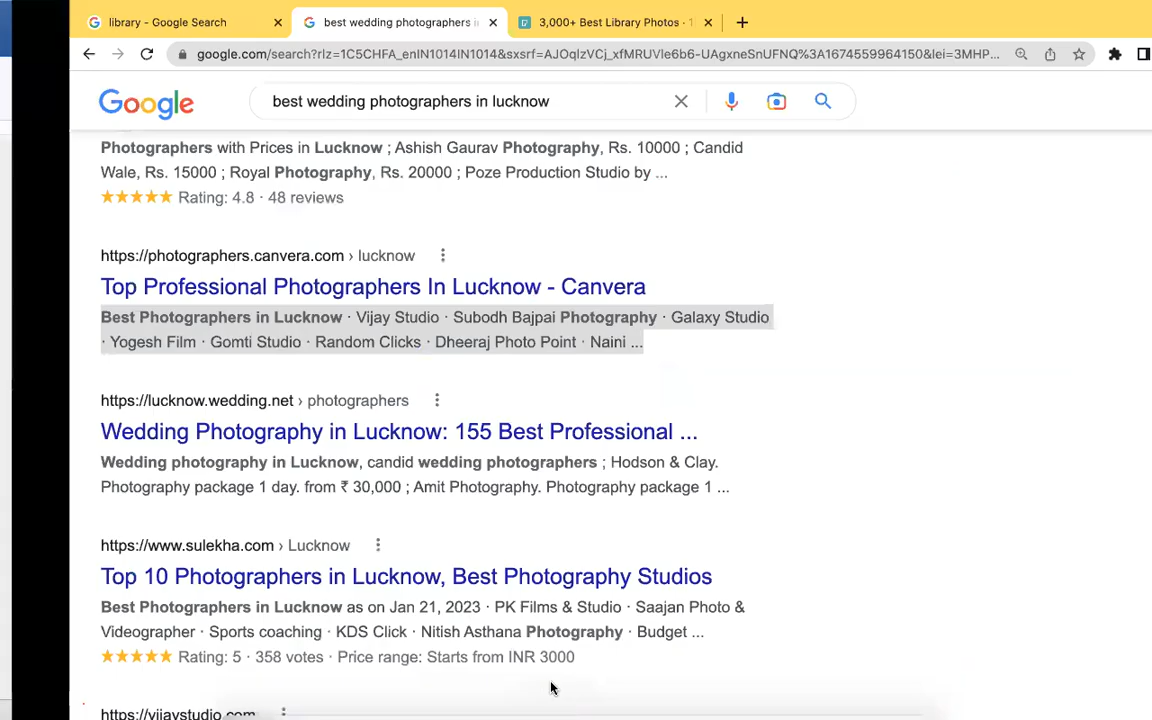 library - Google Search
best wedding photographers i
3,000+ Best Library Photos · 1
google.com/search?rlz=1C5CHFA_enIN1014IN1014&sxsrf=AJOqlzVCj_xfMRUVle6b6-UAgxneSnUFNQ%3A1674559964150&lei=3MHP...
Google
best wedding photographers in lucknow
Photographers with Prices in Lucknow ; Ashish Gaurav Photography, Rs. 10000 ; Candid
Wale, Rs. 15000 ; Royal Photography, Rs. 20000 ; Poze Production Studio by ...
Rating: 4.8 · 48 reviews
https://photographers.canvera.com › lucknow
Top Professional Photographers In Lucknow - Canvera
Best Photographers in Lucknow · Vijay Studio · Subodh Bajpai Photography · Galaxy Studio
· Yogesh Film · Gomti Studio · Random Clicks · Dheeraj Photo Point · Naini ...
https://lucknow.wedding.net › photographers
Wedding Photography in Lucknow: 155 Best Professional ...
Wedding photography in Lucknow, candid wedding photographers ; Hodson & Clay.
Photography package 1 day. from ₹ 30,000 ; Amit Photography. Photography package 1 ...
https://www.sulekha.com › Lucknow
Top 10 Photographers in Lucknow, Best Photography Studios
Best Photographers in Lucknow as on Jan 21, 2023 · PK Films & Studio · Saajan Photo &
Videographer · Sports coaching · KDS Click · Nitish Asthana Photography · Budget ...
Rating: 5 · 358 votes · Price range: Starts from INR 3000
https://vijaystudio.com